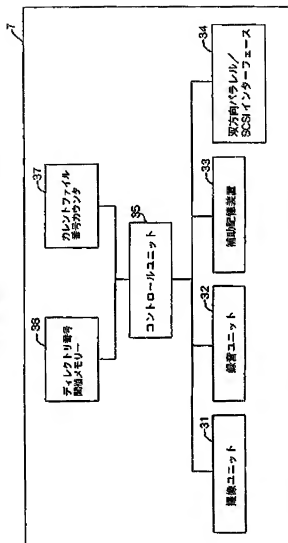 7
38
ディレクトリ番号
閾値メモリー
37
カレントファイル
番号カウンタ
35
コントロールユニット
31
撮像ユニット
32
録音ユニット
33
補助記憶装置
34
双方向パラレル/
SCSIインターフェース